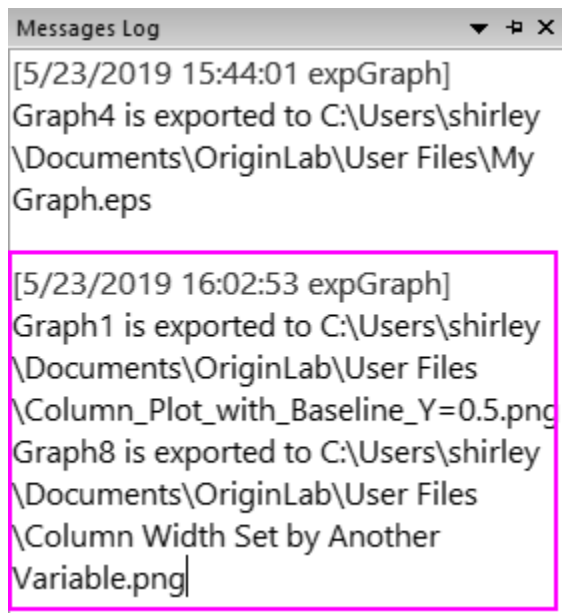 Messages Log
[5/23/2019 15:44:01 expGraph]
Graph4 is exported to C:\Users\shirley
\Documents\OriginLab\User Files\My
Graph.eps
[5/23/2019 16:02:53 expGraph]
Graph1 is exported to C:\Users\shirley
\Documents\OriginLab\User Files
\Column_Plot_with_Baseline_Y=0.5.png
Graph8 is exported to C:\Users\shirley
\Documents\OriginLab\User Files
\Column Width Set by Another
Variable.png